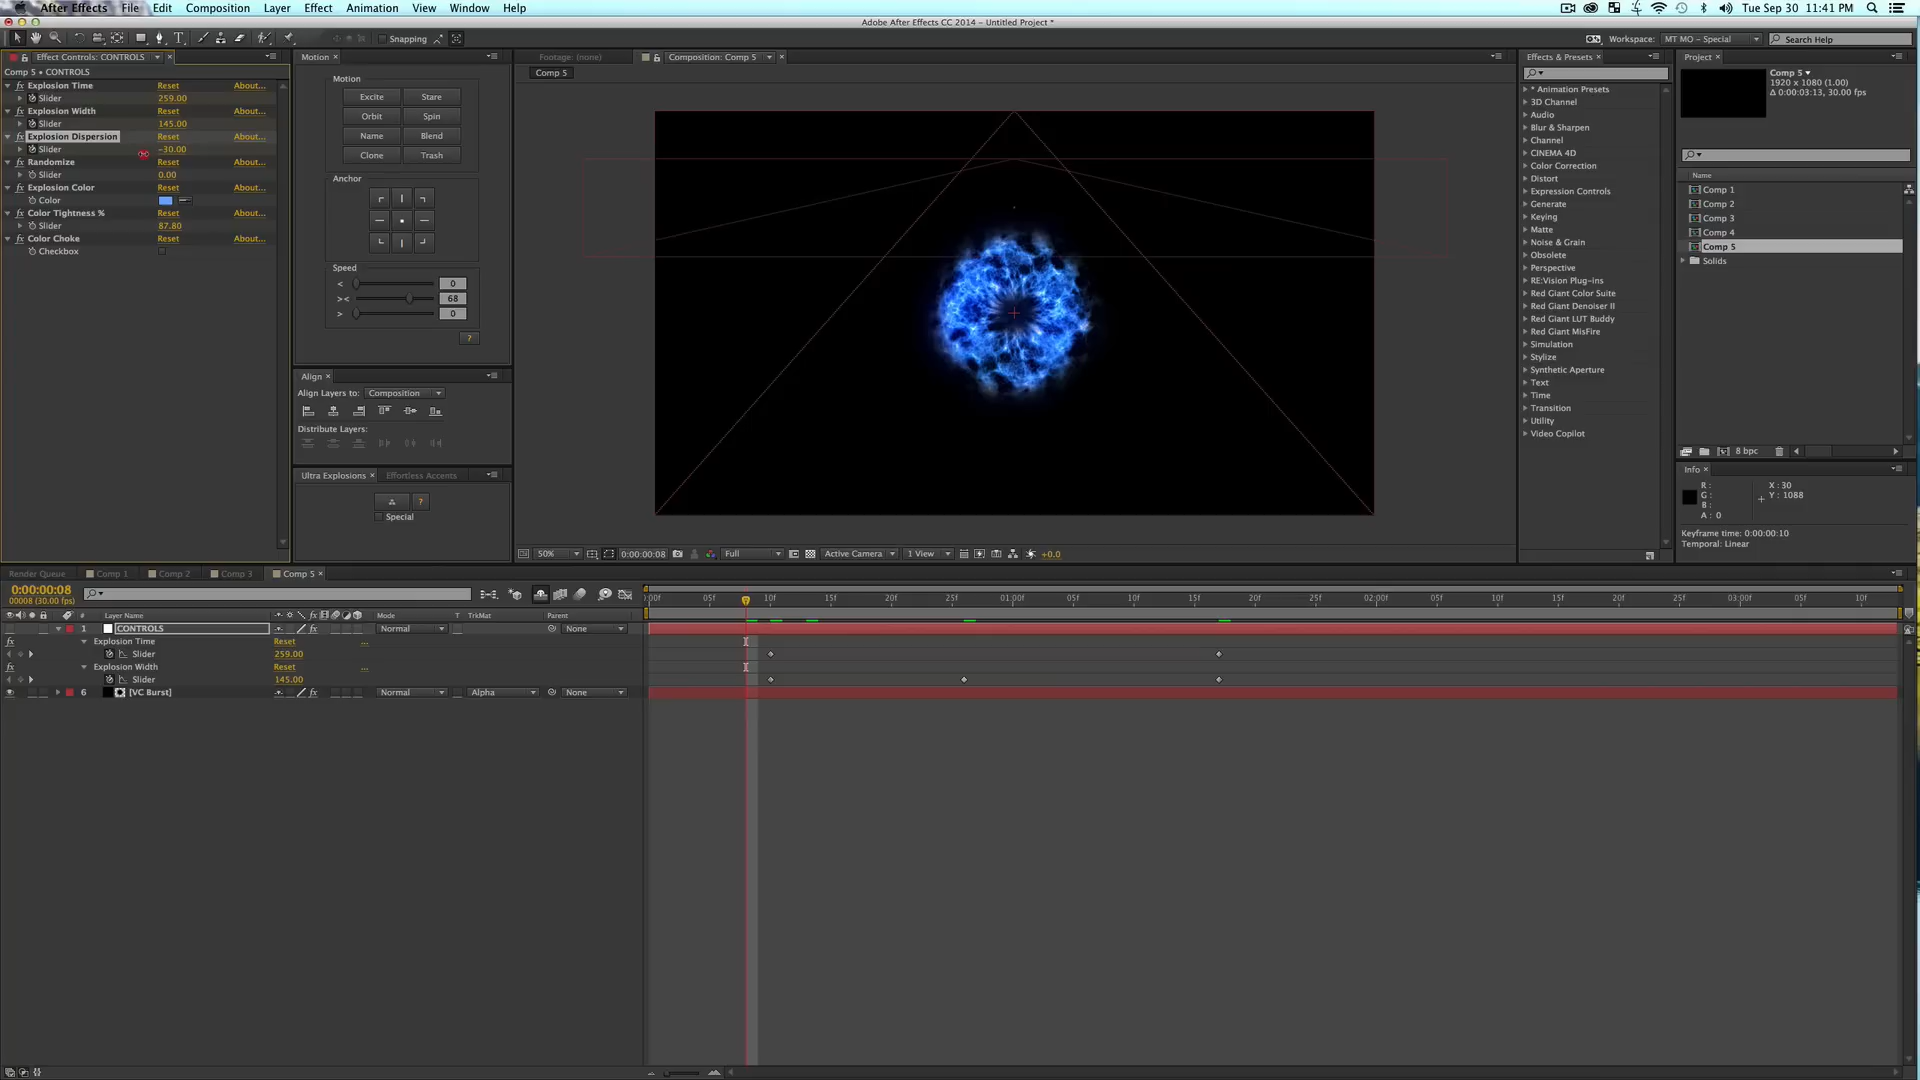 After Effects File Edit Composition Layer Effect Animation View Window Help
Tue Sep 30 11:41 PM
Adobe After Effects CC 2014 - Untitled Project *
Snapping
Workspace: MT MO - Special
Search Help
Effect Controls: CONTROLS
Comp 5 • CONTROLS
fx Explosion Time Reset About...
Slider 259.00
fx Explosion Width Reset About...
Slider 145.00
fx Explosion Dispersion Reset About...
Slider -30.00
fx Randomize Reset About...
Slider 0.00
fx Explosion Color Reset About...
Color
fx Color Tightness % Reset About...
Slider 87.80
fx Color Choke Reset About...
Checkbox
Motion
Motion
Excite Stare
Orbit Spin
Name Blend
Clone Trash
Anchor
Speed
< 0
>< 68
> 0
?
Align
Align Layers to: Composition
Distribute Layers:
Ultra Explosions Effortless Accents
?
Special
Footage: (none) Composition: Comp 5
Comp 5
50% 0:00:00:08 Full Active Camera 1 View +0.0
Effects & Presets
* Animation Presets
3D Channel
Audio
Blur & Sharpen
Channel
CINEMA 4D
Color Correction
Distort
Expression Controls
Generate
Keying
Matte
Noise & Grain
Obsolete
Perspective
RE:Vision Plug-ins
Red Giant Color Suite
Red Giant Denoiser II
Red Giant LUT Buddy
Red Giant MisFire
Simulation
Stylize
Synthetic Aperture
Text
Time
Transition
Utility
Video Copilot
Project
Comp 5
1920 x 1080 (1.00)
Δ 0:00:03:13, 30.00 fps
Name
Comp 1
Comp 2
Comp 3
Comp 4
Comp 5
Solids
8 bpc
Info
R :
G :
B :
A : 0
X : 30
Y : 1088
Keyframe time: 0:00:00:10
Temporal: Linear
Render Queue Comp 1 Comp 2 Comp 3 Comp 5
0:00:00:08
00008 (30.00 fps)
# Layer Name fx Mode T TrkMat Parent
:00f 05f 10f 15f 20f 25f 01:00f 05f 10f 15f 20f 25f 02:00f 05f 10f 15f 20f 25f 03:00f 05f 10f
1 CONTROLS fx Normal None
fx Explosion Time Reset ...
Slider 259.00
fx Explosion Width Reset ...
Slider 145.00
6 [VC Burst] fx Normal Alpha None